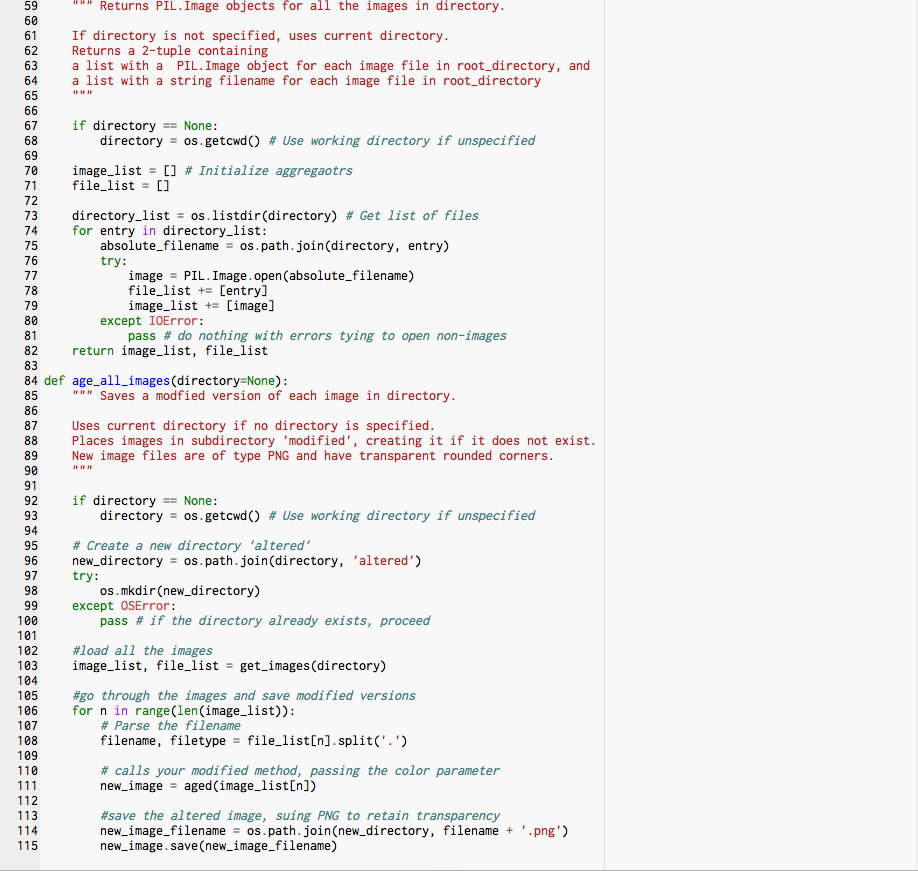 59 """ Returns PIL.Image objects for all the images in directory.
60
61 If directory is not specified, uses current directory.
62 Returns a 2-tuple containing
63 a list with a  PIL.Image object for each image file in root_directory, and
64 a list with a string filename for each image file in root_directory
65 """
66
67 if directory == None:
68 directory = os.getcwd() # Use working directory if unspecified
69
70 image_list = [] # Initialize aggregaotrs
71 file_list = []
72
73 directory_list = os.listdir(directory) # Get list of files
74 for entry in directory_list:
75 absolute_filename = os.path.join(directory, entry)
76 try:
77 image = PIL.Image.open(absolute_filename)
78 file_list += [entry]
79 image_list += [image]
80 except IOError:
81 pass # do nothing with errors tying to open non-images
82 return image_list, file_list
83
84 def age_all_images(directory=None):
85 """ Saves a modfied version of each image in directory.
86
87 Uses current directory if no directory is specified.
88 Places images in subdirectory 'modified', creating it if it does not exist.
89 New image files are of type PNG and have transparent rounded corners.
90 """
91
92 if directory == None:
93 directory = os.getcwd() # Use working directory if unspecified
94
95 # Create a new directory 'altered'
96 new_directory = os.path.join(directory, 'altered')
97 try:
98 os.mkdir(new_directory)
99 except OSError:
100 pass # if the directory already exists, proceed
101
102 #load all the images
103 image_list, file_list = get_images(directory)
104
105 #go through the images and save modified versions
106 for n in range(len(image_list)):
107 # Parse the filename
108 filename, filetype = file_list[n].split('.')
109
110 # calls your modified method, passing the color parameter
111 new_image = aged(image_list[n])
112
113 #save the altered image, suing PNG to retain transparency
114 new_image_filename = os.path.join(new_directory, filename + '.png')
115 new_image.save(new_image_filename)